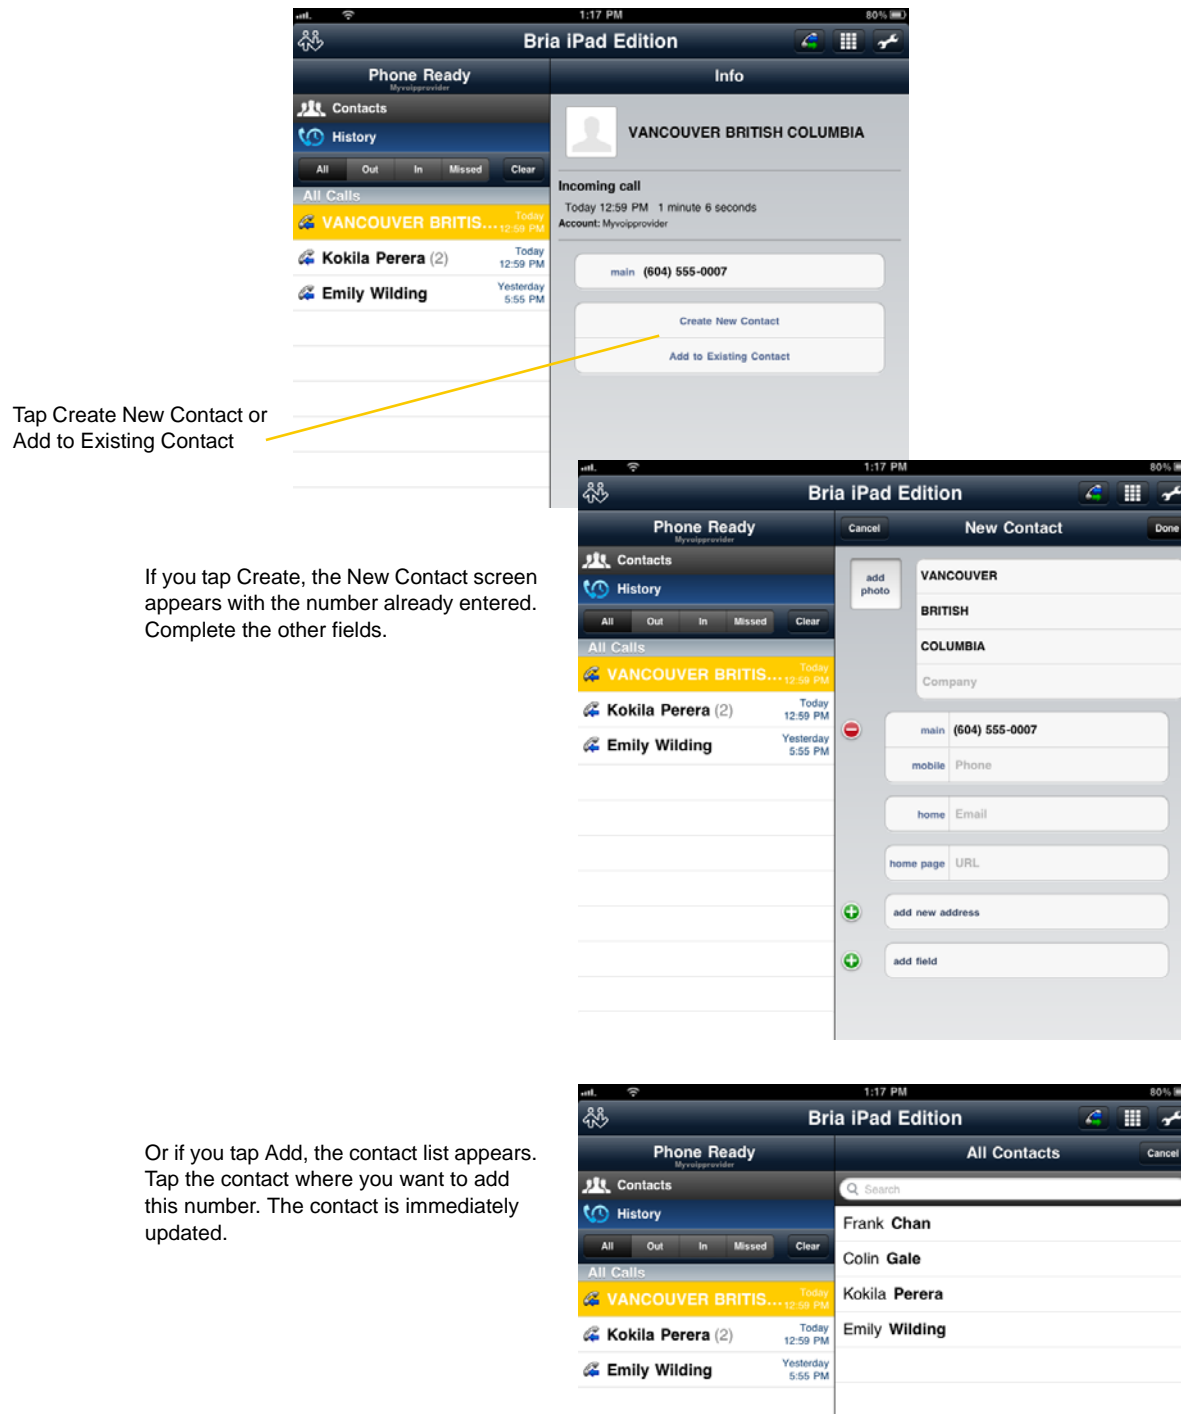 1:17 PM
80%
Bria iPad Edition
Phone Ready
Myvoipprovider
Info
Contacts
History
All Out In Missed Clear
All Calls
VANCOUVER BRITIS... Today
12:59 PM
Kokila Perera (2) Today
12:59 PM
Emily Wilding Yesterday
5:55 PM
VANCOUVER BRITISH COLUMBIA
Incoming call
Today 12:59 PM 1 minute 6 seconds
Account: Myvoipprovider
main (604) 555-0007
Create New Contact
Add to Existing Contact
Tap Create New Contact or
Add to Existing Contact
1:17 PM
80%
Bria iPad Edition
Phone Ready
Myvoipprovider
Cancel New Contact Done
Contacts
History
All Out In Missed Clear
All Calls
VANCOUVER BRITIS... Today
12:59 PM
Kokila Perera (2) Today
12:59 PM
Emily Wilding Yesterday
5:55 PM
add
photo
VANCOUVER
BRITISH
COLUMBIA
Company
main (604) 555-0007
mobile Phone
home Email
home page URL
add new address
add field
If you tap Create, the New Contact screen
appears with the number already entered.
Complete the other fields.
1:17 PM
80%
Bria iPad Edition
Phone Ready
Myvoipprovider
All Contacts Cancel
Contacts
History
All Out In Missed Clear
All Calls
VANCOUVER BRITIS... Today
12:59 PM
Kokila Perera (2) Today
12:59 PM
Emily Wilding Yesterday
5:55 PM
Search
Frank Chan
Colin Gale
Kokila Perera
Emily Wilding
Or if you tap Add, the contact list appears.
Tap the contact where you want to add
this number. The contact is immediately
updated.